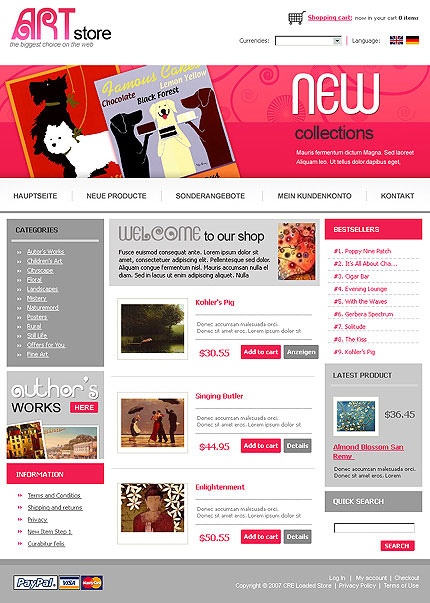 ART store
the biggest choice on the web
Shopping cart: now in your cart 0 items
Currencies:
Language:
Famous Cakes
Chocolate
Black Forest
Lemon Yellow
NEW
collections
Mauris fermentum dictum Magna. Sed laoreet
Aliquam leo. Ut tellus dolor dapibus eget,
HAUPTSEITE
NEUE PRODUCTE
SONDERANGEBOTE
MEIN KUNDENKONTO
KONTAKT
CATEGORIES
Autor's Works
Children's Art
Cityscape
Floral
Landscapes
Mistery
Naturemord
Posters
Rural
Still Life
Offers for You
Fine Art
author's
WORKS HERE
INFORMATION
Terms and Conditios
Shipping and returns
Privacy
New Item Step 1
Curabitur felis
WELCOME to our shop
Fusce euismod consequat ante. Lorem ipsum dolor sit
amet, consectetuer adipiscing elit. Pellentesque sed dolor.
Aliquam congue fermentum nisl. Mauris accumsan nulla el
diam. Sed in lacus ut enim adipiscing aliquet. Nulla
Kohler's Pig
Donec accumsan malesuada orci.
Donec sit amet eros. Lorem ipsum dolor sit
$30.55
Add to cart
Anzeigen
Singing Butler
Donec accumsan malesuada orci.
Donec sit amet eros. Lorem ipsum dolor sit
$44.95
Add to cart
Details
Enlightenment
Donec accumsan malesuada orci.
Donec sit amet eros. Lorem ipsum dolor sit
$50.55
Add to cart
Details
BESTSELLERS
#1. Poppy Nine Patch
#2. It's All About Cha...
#3. Cigar Bar
#4. Evening Lounge
#5. With the Waves
#6. Gerbera Spectrum
#7. Solitude
#8. The Kiss
#9. Kohler's Pig
LATEST PRODUCT
$36.45
Almond Blossom San
Remy
Donec accumsan malesuada
orci. Donec sit amet eros. Lorem
QUICK SEARCH
SEARCH
PayPal VISA MasterCard
Log In | My account | Checkout
Copyright © 2007 CRE Loaded Store | Privacy Policy | Terms of Use